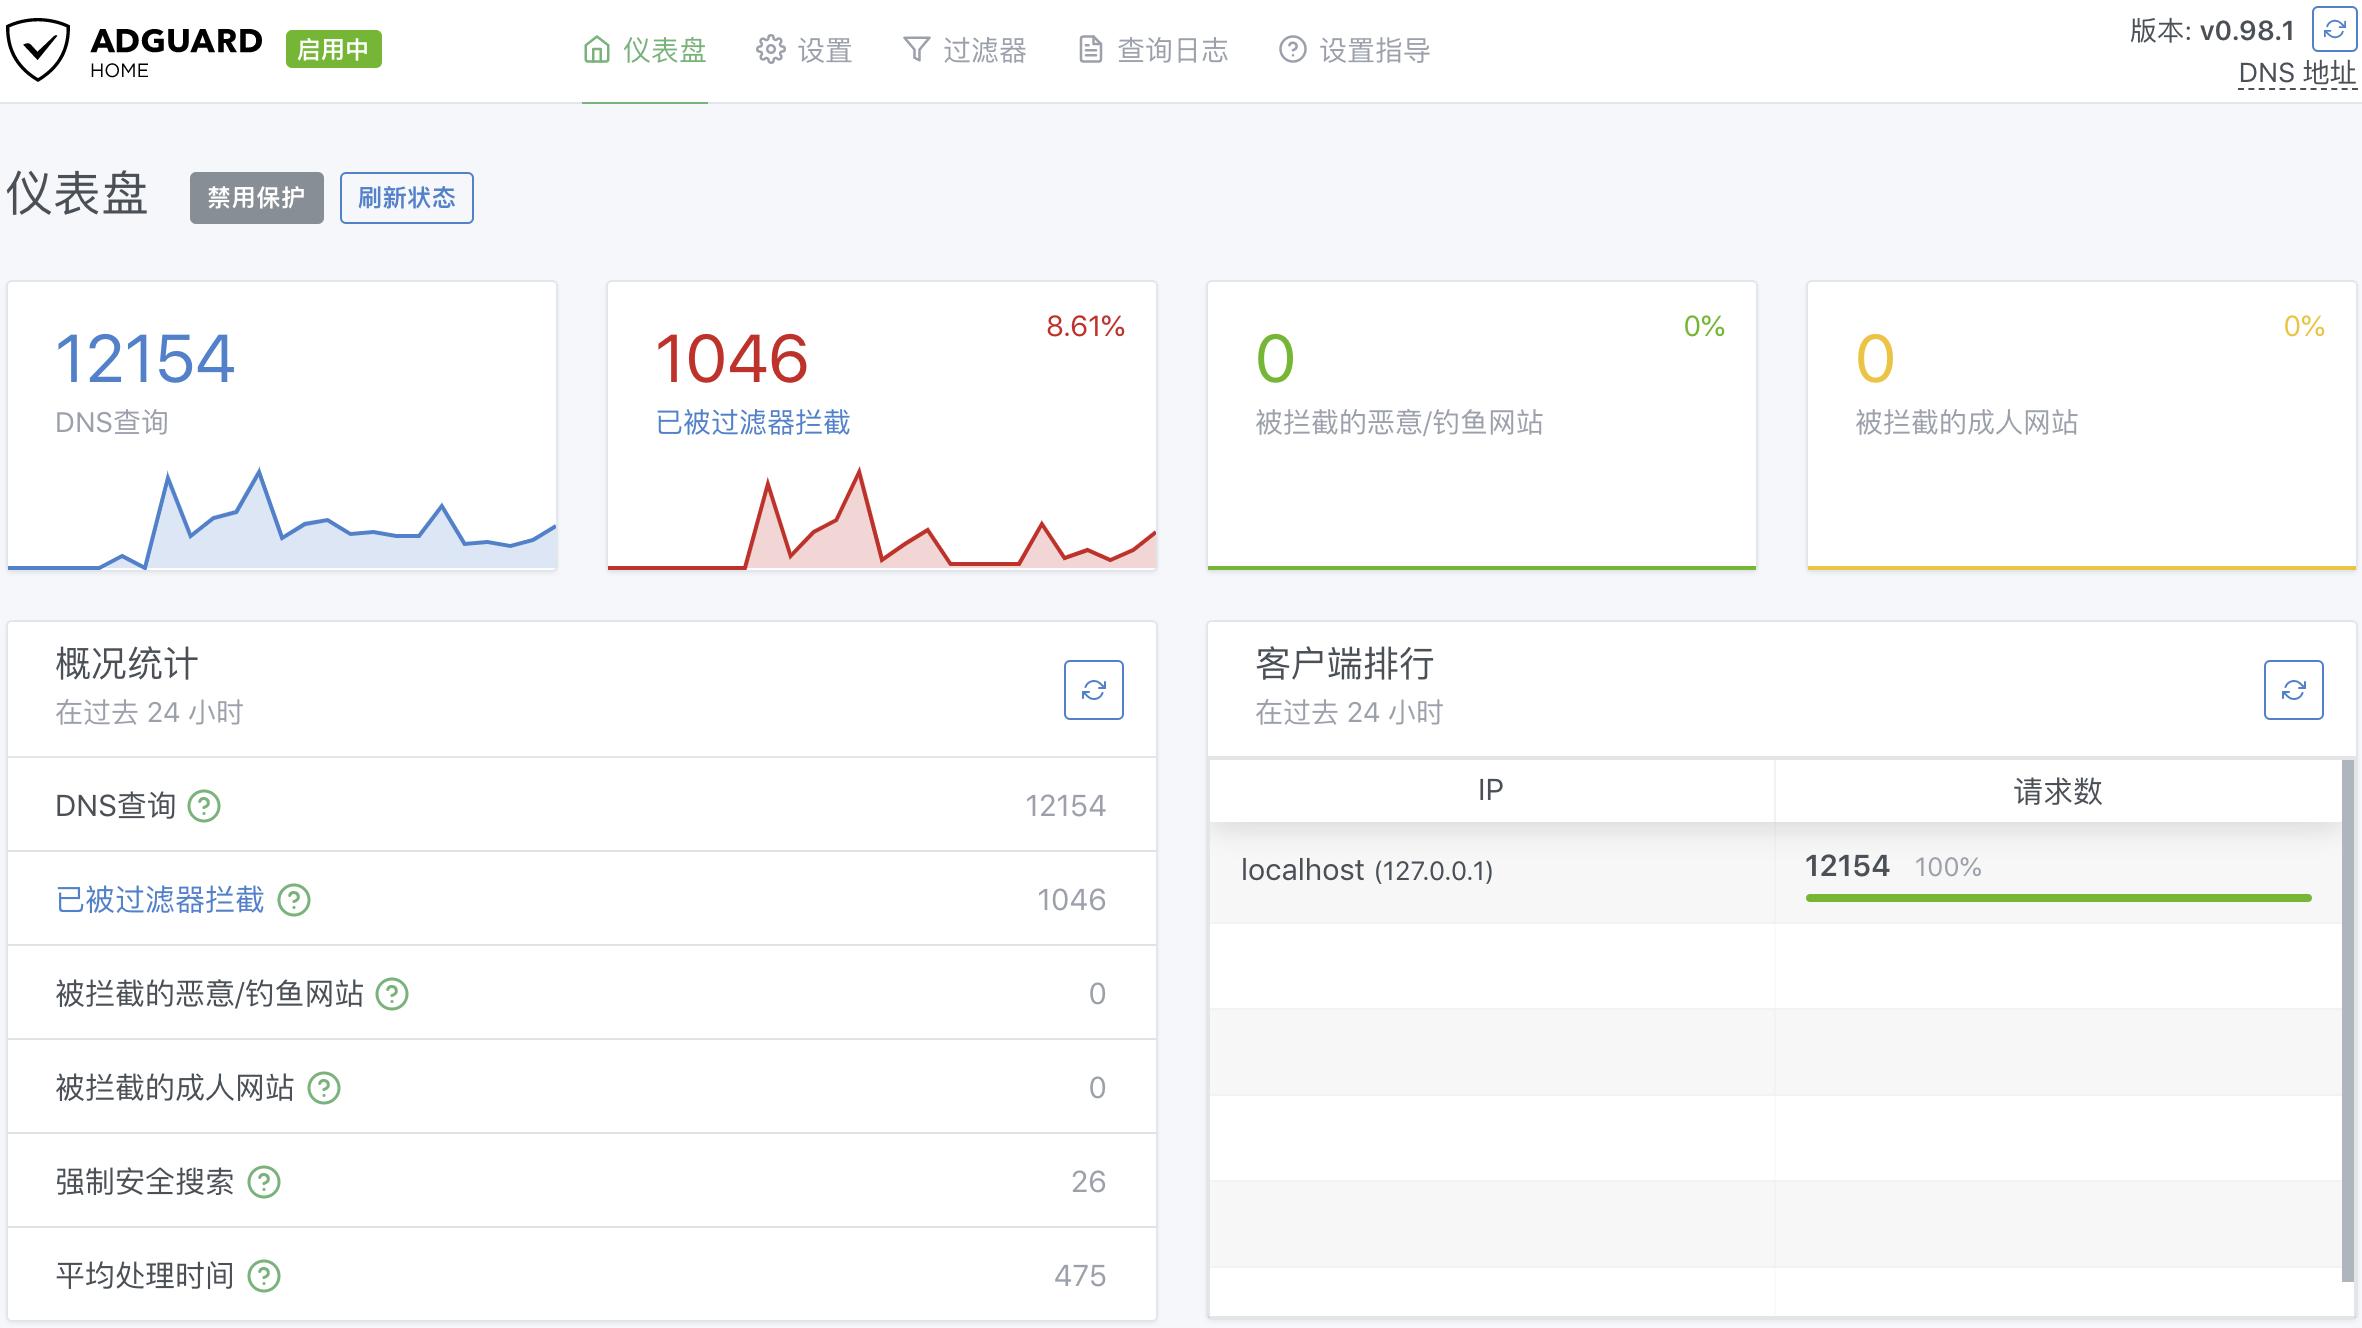 ADGUARD
HOME
启用中
仪表盘
设置
过滤器
查询日志
设置指导
版本: v0.98.1
DNS 地址
仪表盘
禁用保护
刷新状态
12154
DNS查询
8.61%
1046
已被过滤器拦截
0%
0
被拦截的恶意/钓鱼网站
0%
0
被拦截的成人网站
概况统计
在过去 24 小时
DNS查询 12154
已被过滤器拦截 1046
被拦截的恶意/钓鱼网站 0
被拦截的成人网站 0
强制安全搜索 26
平均处理时间 475
客户端排行
在过去 24 小时
IP 请求数
localhost (127.0.0.1) 12154 100%